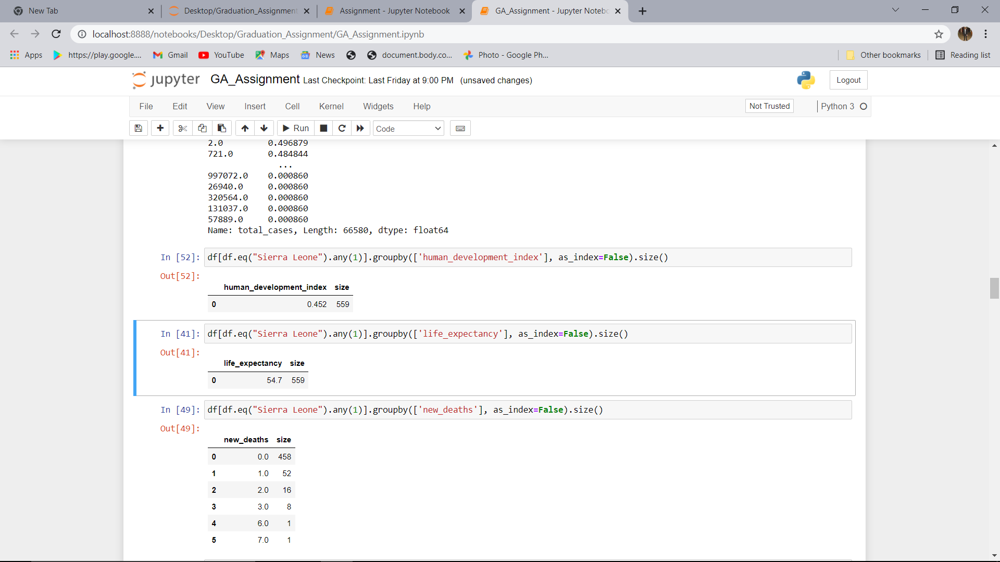 New Tab
Desktop/Graduation_Assignment
Assignment - Jupyter Notebook
GA_Assignment - Jupyter Notebo
localhost:8888/notebooks/Desktop/Graduation_Assignment/GA_Assignment.ipynb
Apps
https://play.google....
Gmail
YouTube
Maps
News
document.body.co...
Photo - Google Ph...
Other bookmarks
Reading list
jupyter GA_Assignment Last Checkpoint: Last Friday at 9:00 PM (unsaved changes)
Logout
File Edit View Insert Cell Kernel Widgets Help
Not Trusted
Python 3
Run
Code
2.0 0.496879
721.0 0.484844
...
997072.0 0.000860
26940.0 0.000860
320564.0 0.000860
131037.0 0.000860
57889.0 0.000860
Name: total_cases, Length: 66580, dtype: float64
In [52]: df[df.eq("Sierra Leone").any(1)].groupby(['human_development_index'], as_index=False).size()
Out[52]:
human_development_index size
0 0.452 559
In [41]: df[df.eq("Sierra Leone").any(1)].groupby(['life_expectancy'], as_index=False).size()
Out[41]:
life_expectancy size
0 54.7 559
In [49]: df[df.eq("Sierra Leone").any(1)].groupby(['new_deaths'], as_index=False).size()
Out[49]:
new_deaths size
0 0.0 458
1 1.0 52
2 2.0 16
3 3.0 8
4 6.0 1
5 7.0 1